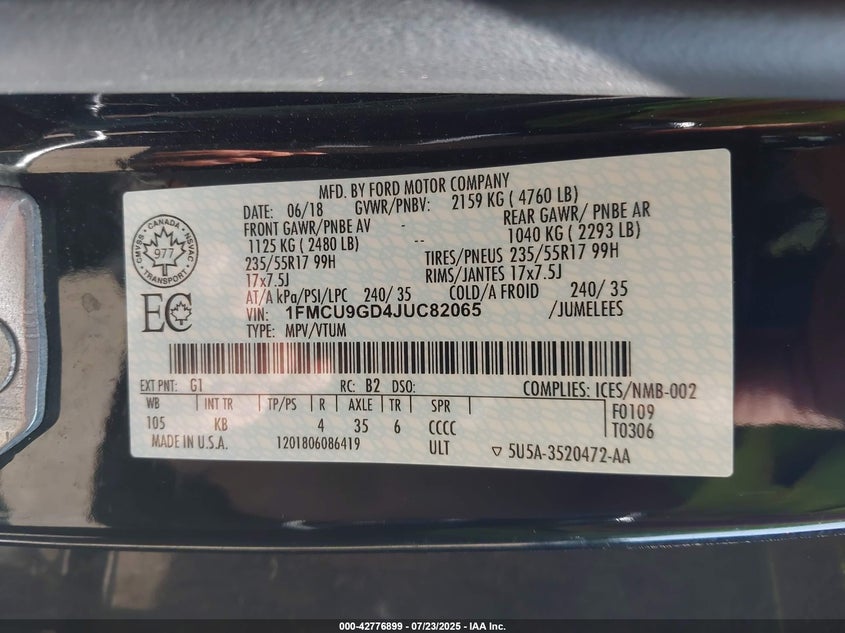 MFD. BY FORD MOTOR COMPANY
DATE: 06/18 GVWR/PNBV: 2159 KG ( 4760 LB)
FRONT GAWR/PNBE AV -- REAR GAWR/ PNBE AR
1125 KG ( 2480 LB) -- 1040 KG ( 2293 LB)
235/55R17 99H TIRES/PNEUS 235/55R17 99H
17x7.5J RIMS/JANTES 17x7.5J
AT/A kPa/PSI/LPC 240/ 35 COLD/A FROID 240/ 35
VIN: 1FMCU9GD4JUC82065 /JUMELEES
TYPE: MPV/VTUM
CMVSS • CANADA • NSVAC
977
TRANSPORT
EC
EXT PNT: G1 RC: B2 DSO: COMPLIES: ICES/NMB-002
WB INT TR TP/PS R AXLE TR SPR F0109
105 KB 4 35 6 CCCC T0306
MADE IN U.S.A. 1201806086419 ULT ▽ 5U5A-3520472-AA
000-42776899 / 07/23/2025 - IAA Inc.